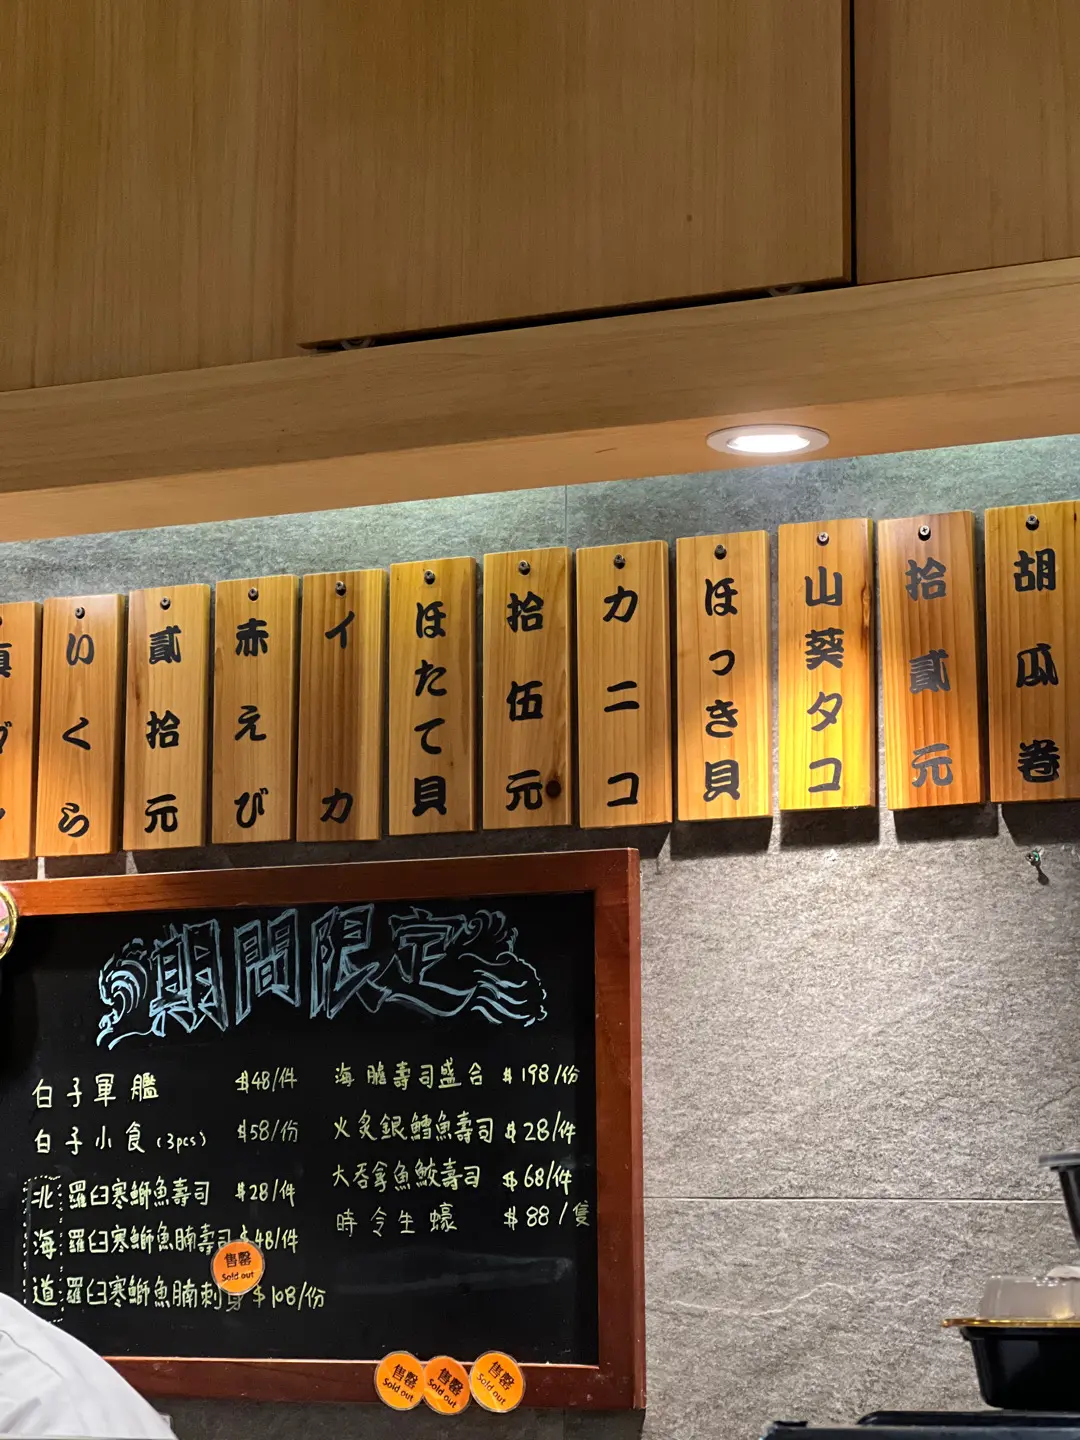 いくら
貳拾元
赤えび
イカ
ほたて貝
拾伍元
カニコ
ほっき貝
山葵タコ
拾貳元
胡瓜巻
期間限定
白子軍艦 $48/件
白子小食(3pcs) $58/份
北海道
羅臼寒鰤魚壽司 $28/件
羅臼寒鰤魚腩壽司 $48/件
羅臼寒鰤魚腩刺身 $108/份
海膽壽司盛合 $198/份
火炙銀鱈魚壽司 $28/件
大吞拿魚鮫壽司 $68/件
時令生蠔 $88/隻
售罄
Sold out
售罄
Sold out
售罄
Sold out
售罄
Sold out